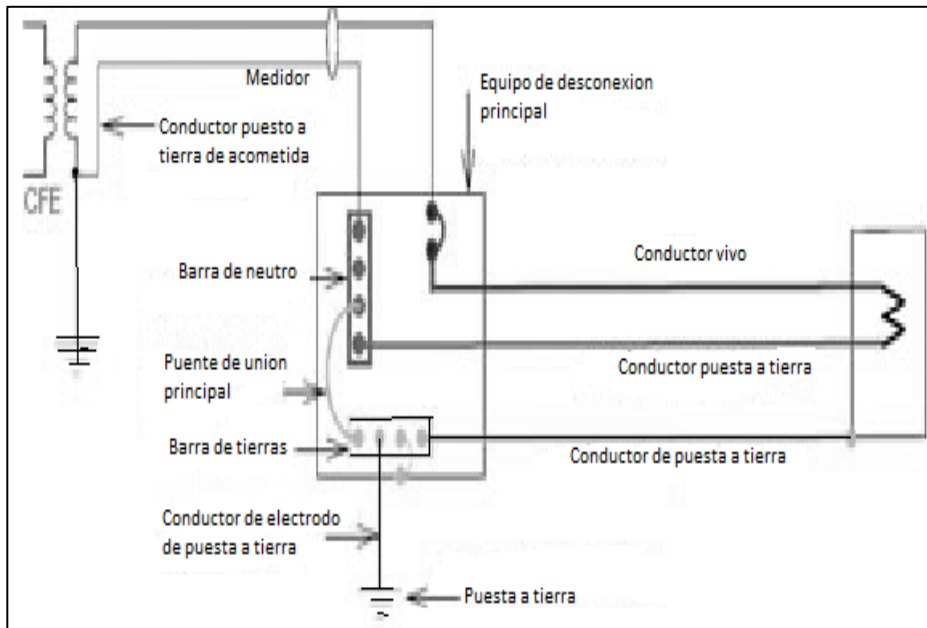 Medidor
Equipo de desconexion
principal
Conductor puesto a
tierra de acometida
CFE
Conductor vivo
Barra de neutro
Puente de union
principal
Conductor puesta a tierra
Barra de tierras
Conductor de puesta a tierra
Conductor de electrodo
de puesta a tierra
Puesta a tierra